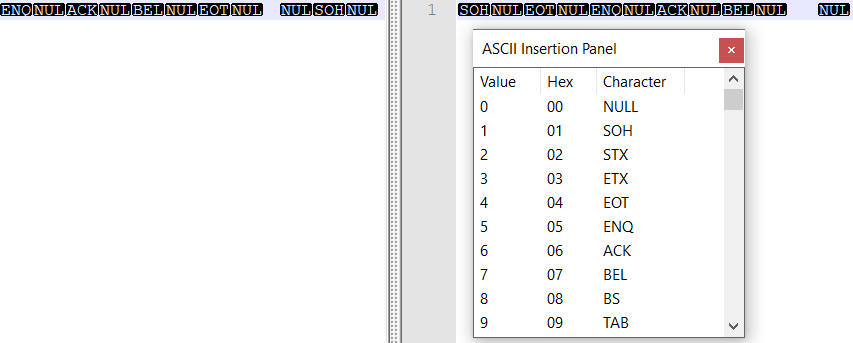 ENQNULACKNULBELNULEOTNUL NULSOHNUL
1 SOHNULEOTNULENQNULACKNULBELNUL NUL
ASCII Insertion Panel
Value Hex Character
0 00 NULL
1 01 SOH
2 02 STX
3 03 ETX
4 04 EOT
5 05 ENQ
6 06 ACK
7 07 BEL
8 08 BS
9 09 TAB